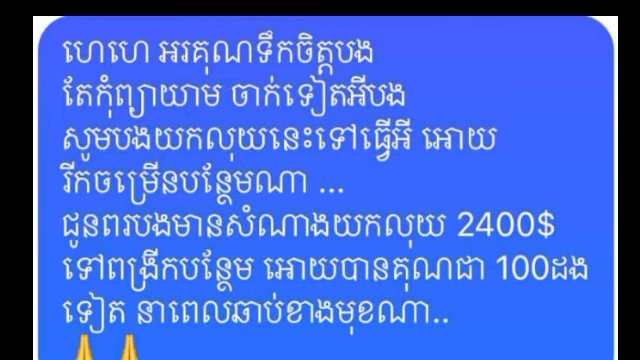 ហេហេ អរគុណទឹកចិត្តបង
តែកុំព្យាយាម ចាក់ទៀតអីបង
សូមបងយកលុយនេះទៅធ្វើអី អោយ
រីកចម្រើនបន្ថែមណា ...
ជូនពរបងមានសំណាងយកលុយ 2400$
ទៅពង្រីកបន្ថែម អោយបានគុណជា 100ដង
ទៀត នាពេលឆាប់ខាងមុខណា..
🙏🙏